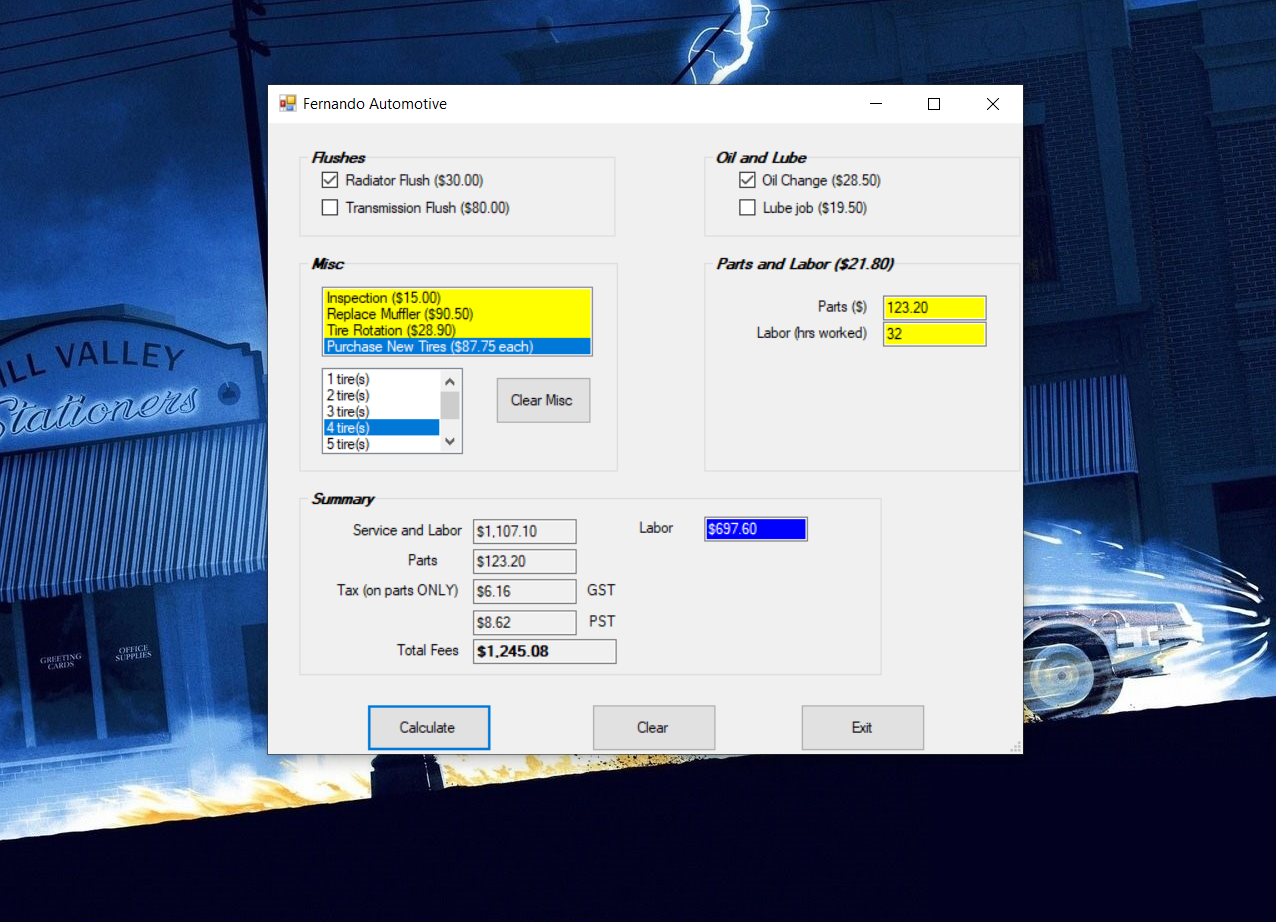 Fernando Automotive
Flushes
Radiator Flush ($30.00)
Transmission Flush ($80.00)
Oil and Lube
Oil Change ($28.50)
Lube job ($19.50)
Misc
Inspection ($15.00)
Replace Muffler ($90.50)
Tire Rotation ($28.90)
Purchase New Tires ($87.75 each)
1 tire(s)
2 tire(s)
3 tire(s)
4 tire(s)
5 tire(s)
Clear Misc
Parts and Labor ($21.80)
Parts ($) 123.20
Labor (hrs worked) 32
Summary
Service and Labor $1,107.10 Labor $697.60
Parts $123.20
Tax (on parts ONLY) $6.16 GST
$8.62 PST
Total Fees $1,245.08
Calculate Clear Exit
ILL VALLEY
Stationers
GREETING
CARDS
OFFICE
SUPPLIES